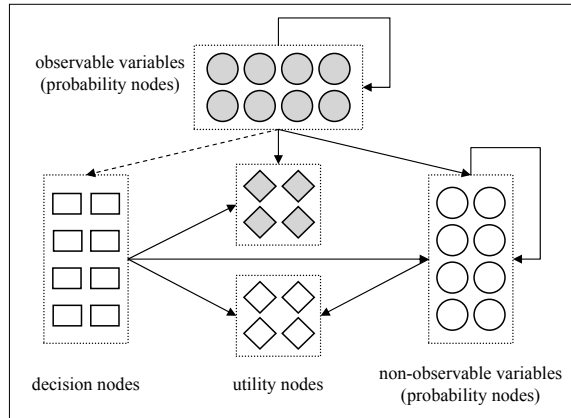 observable variables
(probability nodes)
decision nodes
utility nodes
non-observable variables
(probability nodes)